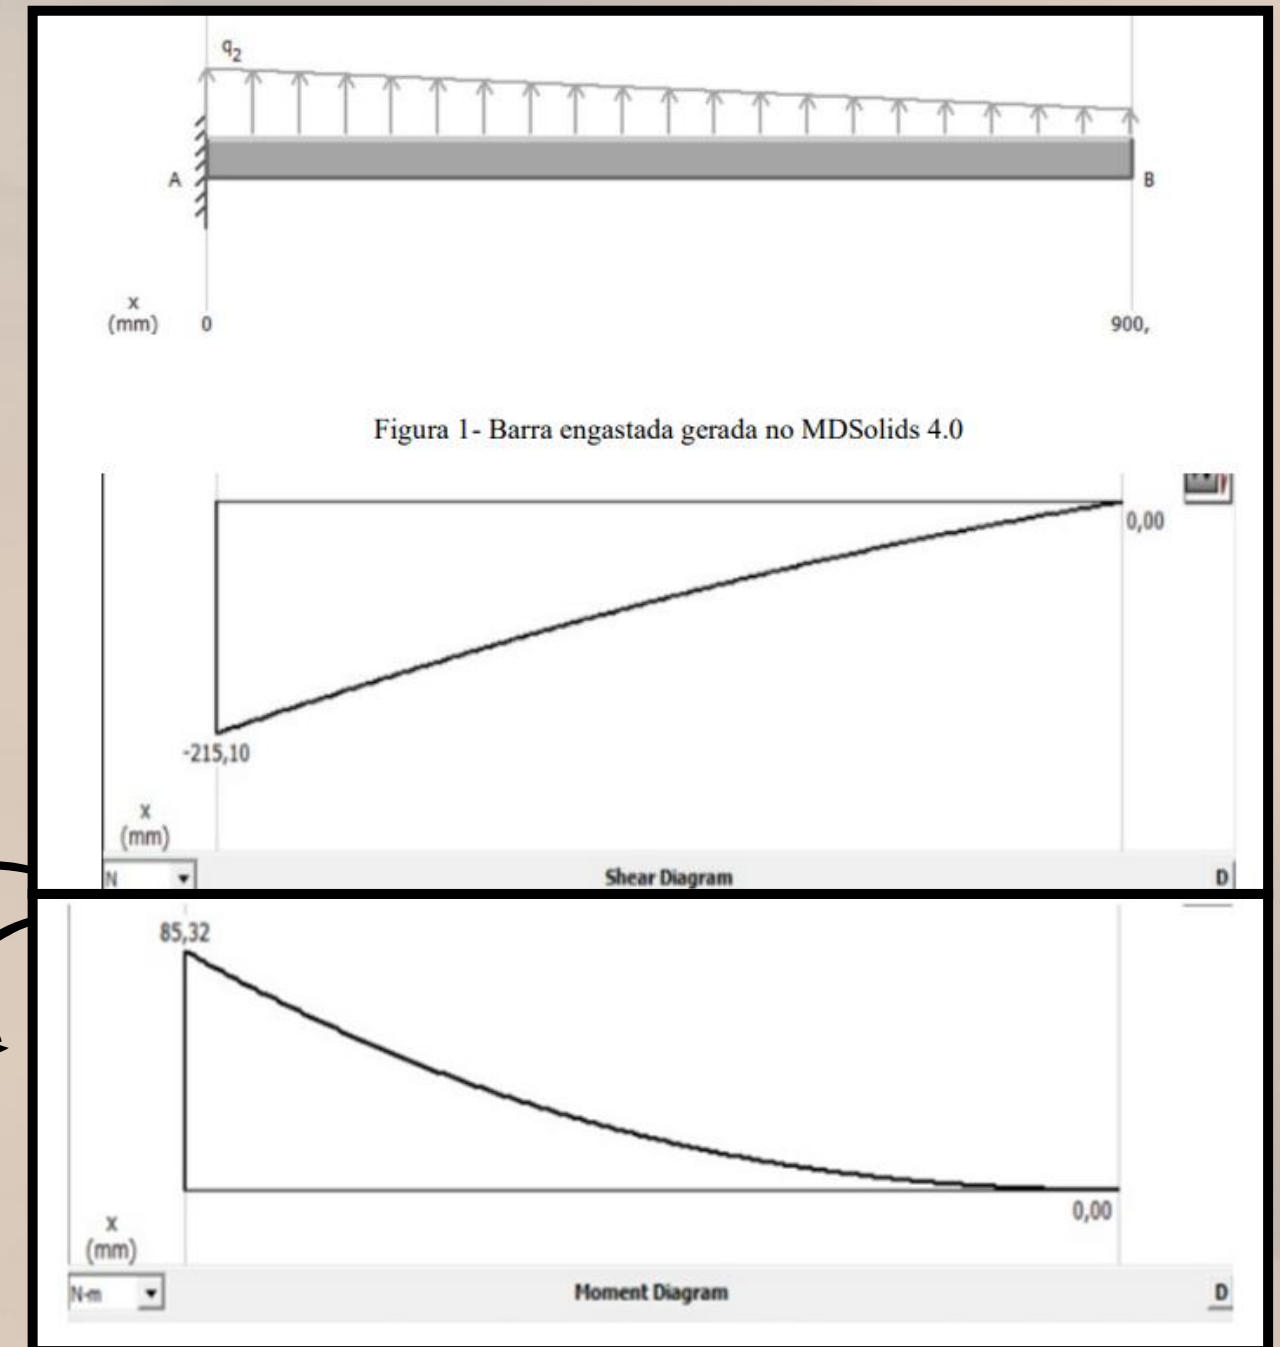 q2
A
B
x
(mm)
0
900,
Figura 1- Barra engastada gerada no MDSolids 4.0
0,00
-215,10
x
(mm)
N
Shear Diagram
D
85,32
0,00
x
(mm)
N-m
Moment Diagram
D